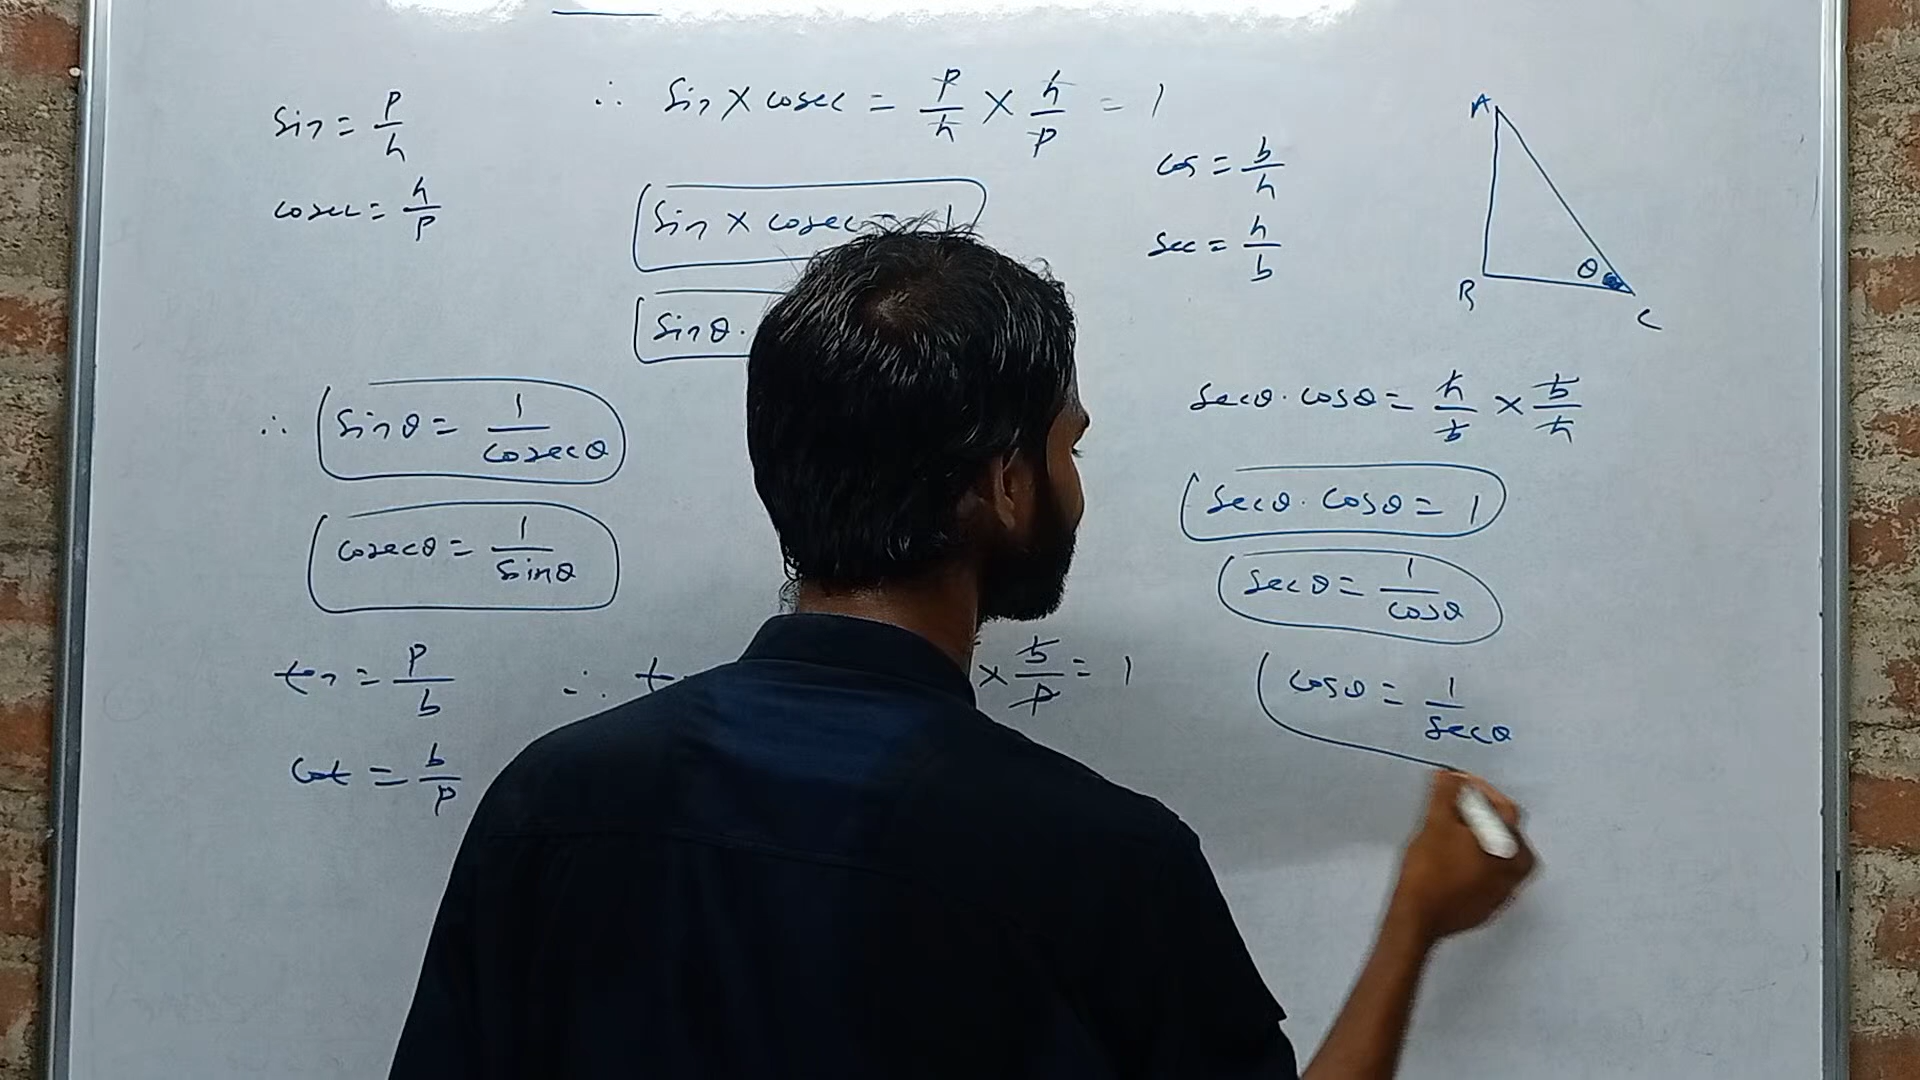 sin = p/h
cosec = h/p
∴ sin × cosec = p/h × h/p = 1
sin × cosec = 1
sinθ.
∴ sinθ = 1/cosecθ
cosecθ = 1/sinθ
tan = p/b
cot = b/p
∴ t
× b/p = 1
cos = b/h
sec = h/b
A
B
C
θ
secθ . cosθ = h/b × b/h
secθ . cosθ = 1
secθ = 1/cosθ
cosθ = 1/secθ